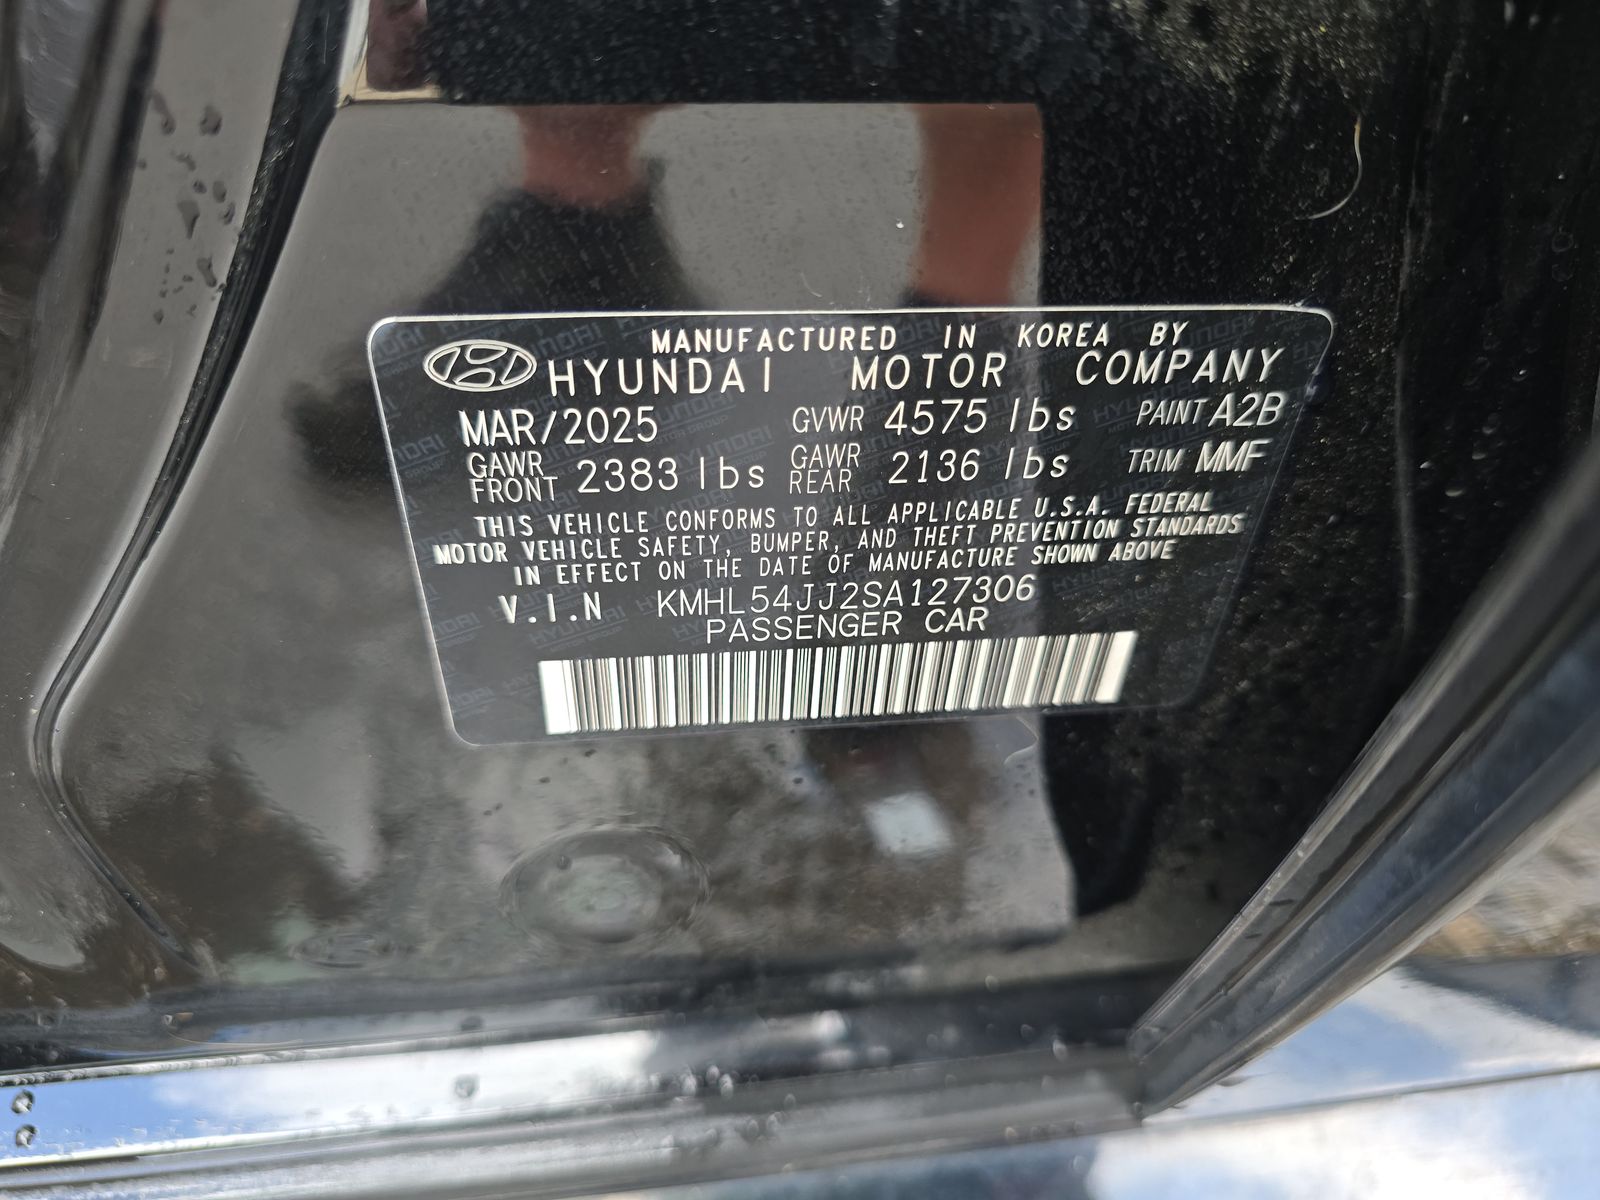 MANUFACTURED IN KOREA BY
HYUNDAI MOTOR COMPANY
MAR/2025 GVWR 4575 lbs PAINT A2B
GAWR FRONT 2383 lbs GAWR REAR 2136 lbs TRIM MMF
THIS VEHICLE CONFORMS TO ALL APPLICABLE U.S.A. FEDERAL
MOTOR VEHICLE SAFETY, BUMPER, AND THEFT PREVENTION STANDARDS
IN EFFECT ON THE DATE OF MANUFACTURE SHOWN ABOVE
V.I.N KMHL54JJ2SA127306
PASSENGER CAR